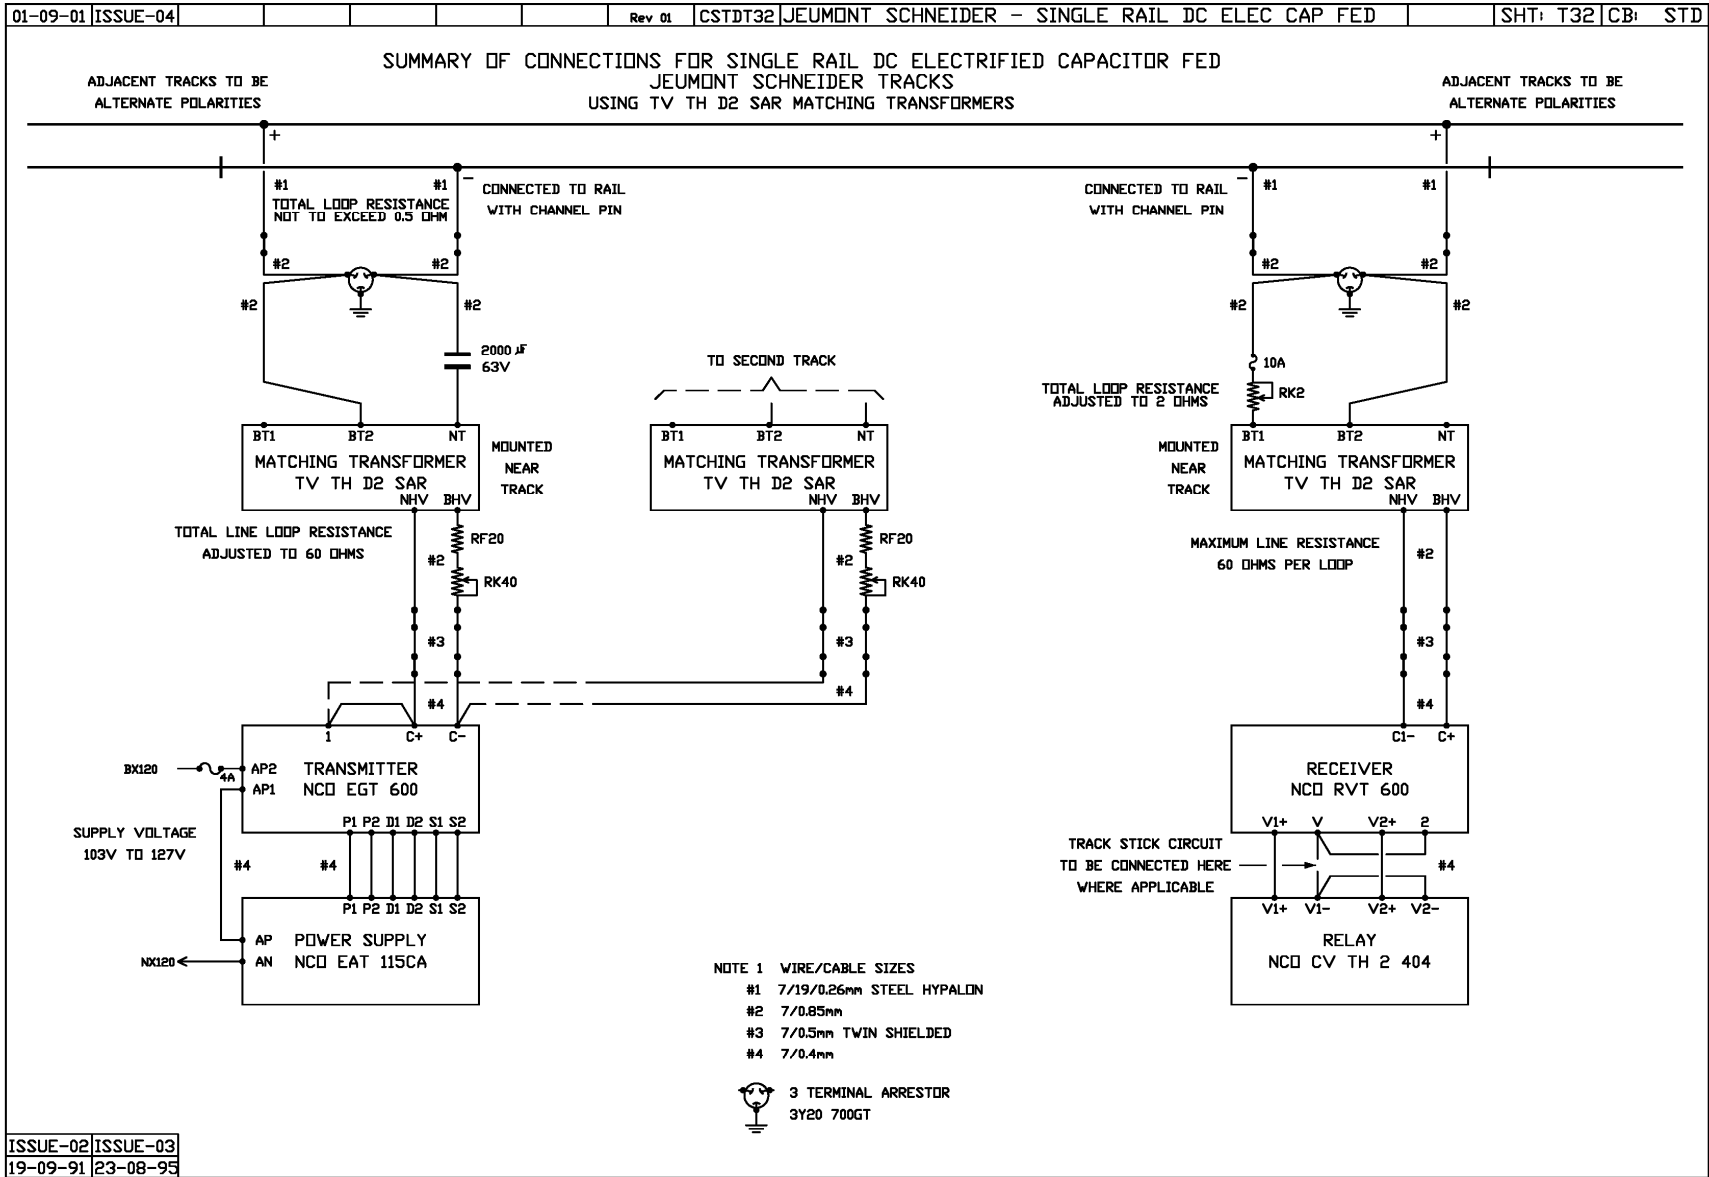 01-09-01 ISSUE-04 Rev 01 CSTDT32 JEUMONT SCHNEIDER - SINGLE RAIL DC ELEC CAP FED SHT: T32 CB: STD
SUMMARY OF CONNECTIONS FOR SINGLE RAIL DC ELECTRIFIED CAPACITOR FED
JEUMONT SCHNEIDER TRACKS
USING TV TH D2 SAR MATCHING TRANSFORMERS
ADJACENT TRACKS TO BE
ALTERNATE POLARITIES
ADJACENT TRACKS TO BE
ALTERNATE POLARITIES
+ +
- -
#1 #1
TOTAL LOOP RESISTANCE
NOT TO EXCEED 0.5 OHM
CONNECTED TO RAIL
WITH CHANNEL PIN
CONNECTED TO RAIL
WITH CHANNEL PIN
#1 #1
#2 #2 #2 #2
#2 #2 #2 #2
2000 µF
63V
TO SECOND TRACK
10A
RK2
TOTAL LOOP RESISTANCE
ADJUSTED TO 2 OHMS
BT1 BT2 NT
MATCHING TRANSFORMER
TV TH D2 SAR
NHV BHV
MOUNTED
NEAR
TRACK
BT1 BT2 NT
MATCHING TRANSFORMER
TV TH D2 SAR
NHV BHV
MOUNTED
NEAR
TRACK
BT1 BT2 NT
MATCHING TRANSFORMER
TV TH D2 SAR
NHV BHV
TOTAL LINE LOOP RESISTANCE
ADJUSTED TO 60 OHMS
RF20
#2
RK40
#3
#4
RF20
#2
RK40
#3
#4
MAXIMUM LINE RESISTANCE
60 OHMS PER LOOP
#2
#3
#4
1 C+ C-
BX120
4A
AP2
AP1
TRANSMITTER
NCO EGT 600
P1 P2 D1 D2 S1 S2
SUPPLY VOLTAGE
103V TO 127V
#4 #4
P1 P2 D1 D2 S1 S2
AP
AN
POWER SUPPLY
NCO EAT 115CA
NX120
C1- C+
RECEIVER
NCO RVT 600
V1+ V V2+ 2
TRACK STICK CIRCUIT
TO BE CONNECTED HERE
WHERE APPLICABLE
#4
V1+ V1- V2+ V2-
RELAY
NCO CV TH 2 404
NOTE 1 WIRE/CABLE SIZES
#1 7/19/0.26mm STEEL HYPALON
#2 7/0.85mm
#3 7/0.5mm TWIN SHIELDED
#4 7/0.4mm
3 TERMINAL ARRESTOR
3Y20 700GT
ISSUE-02 ISSUE-03
19-09-91 23-08-95